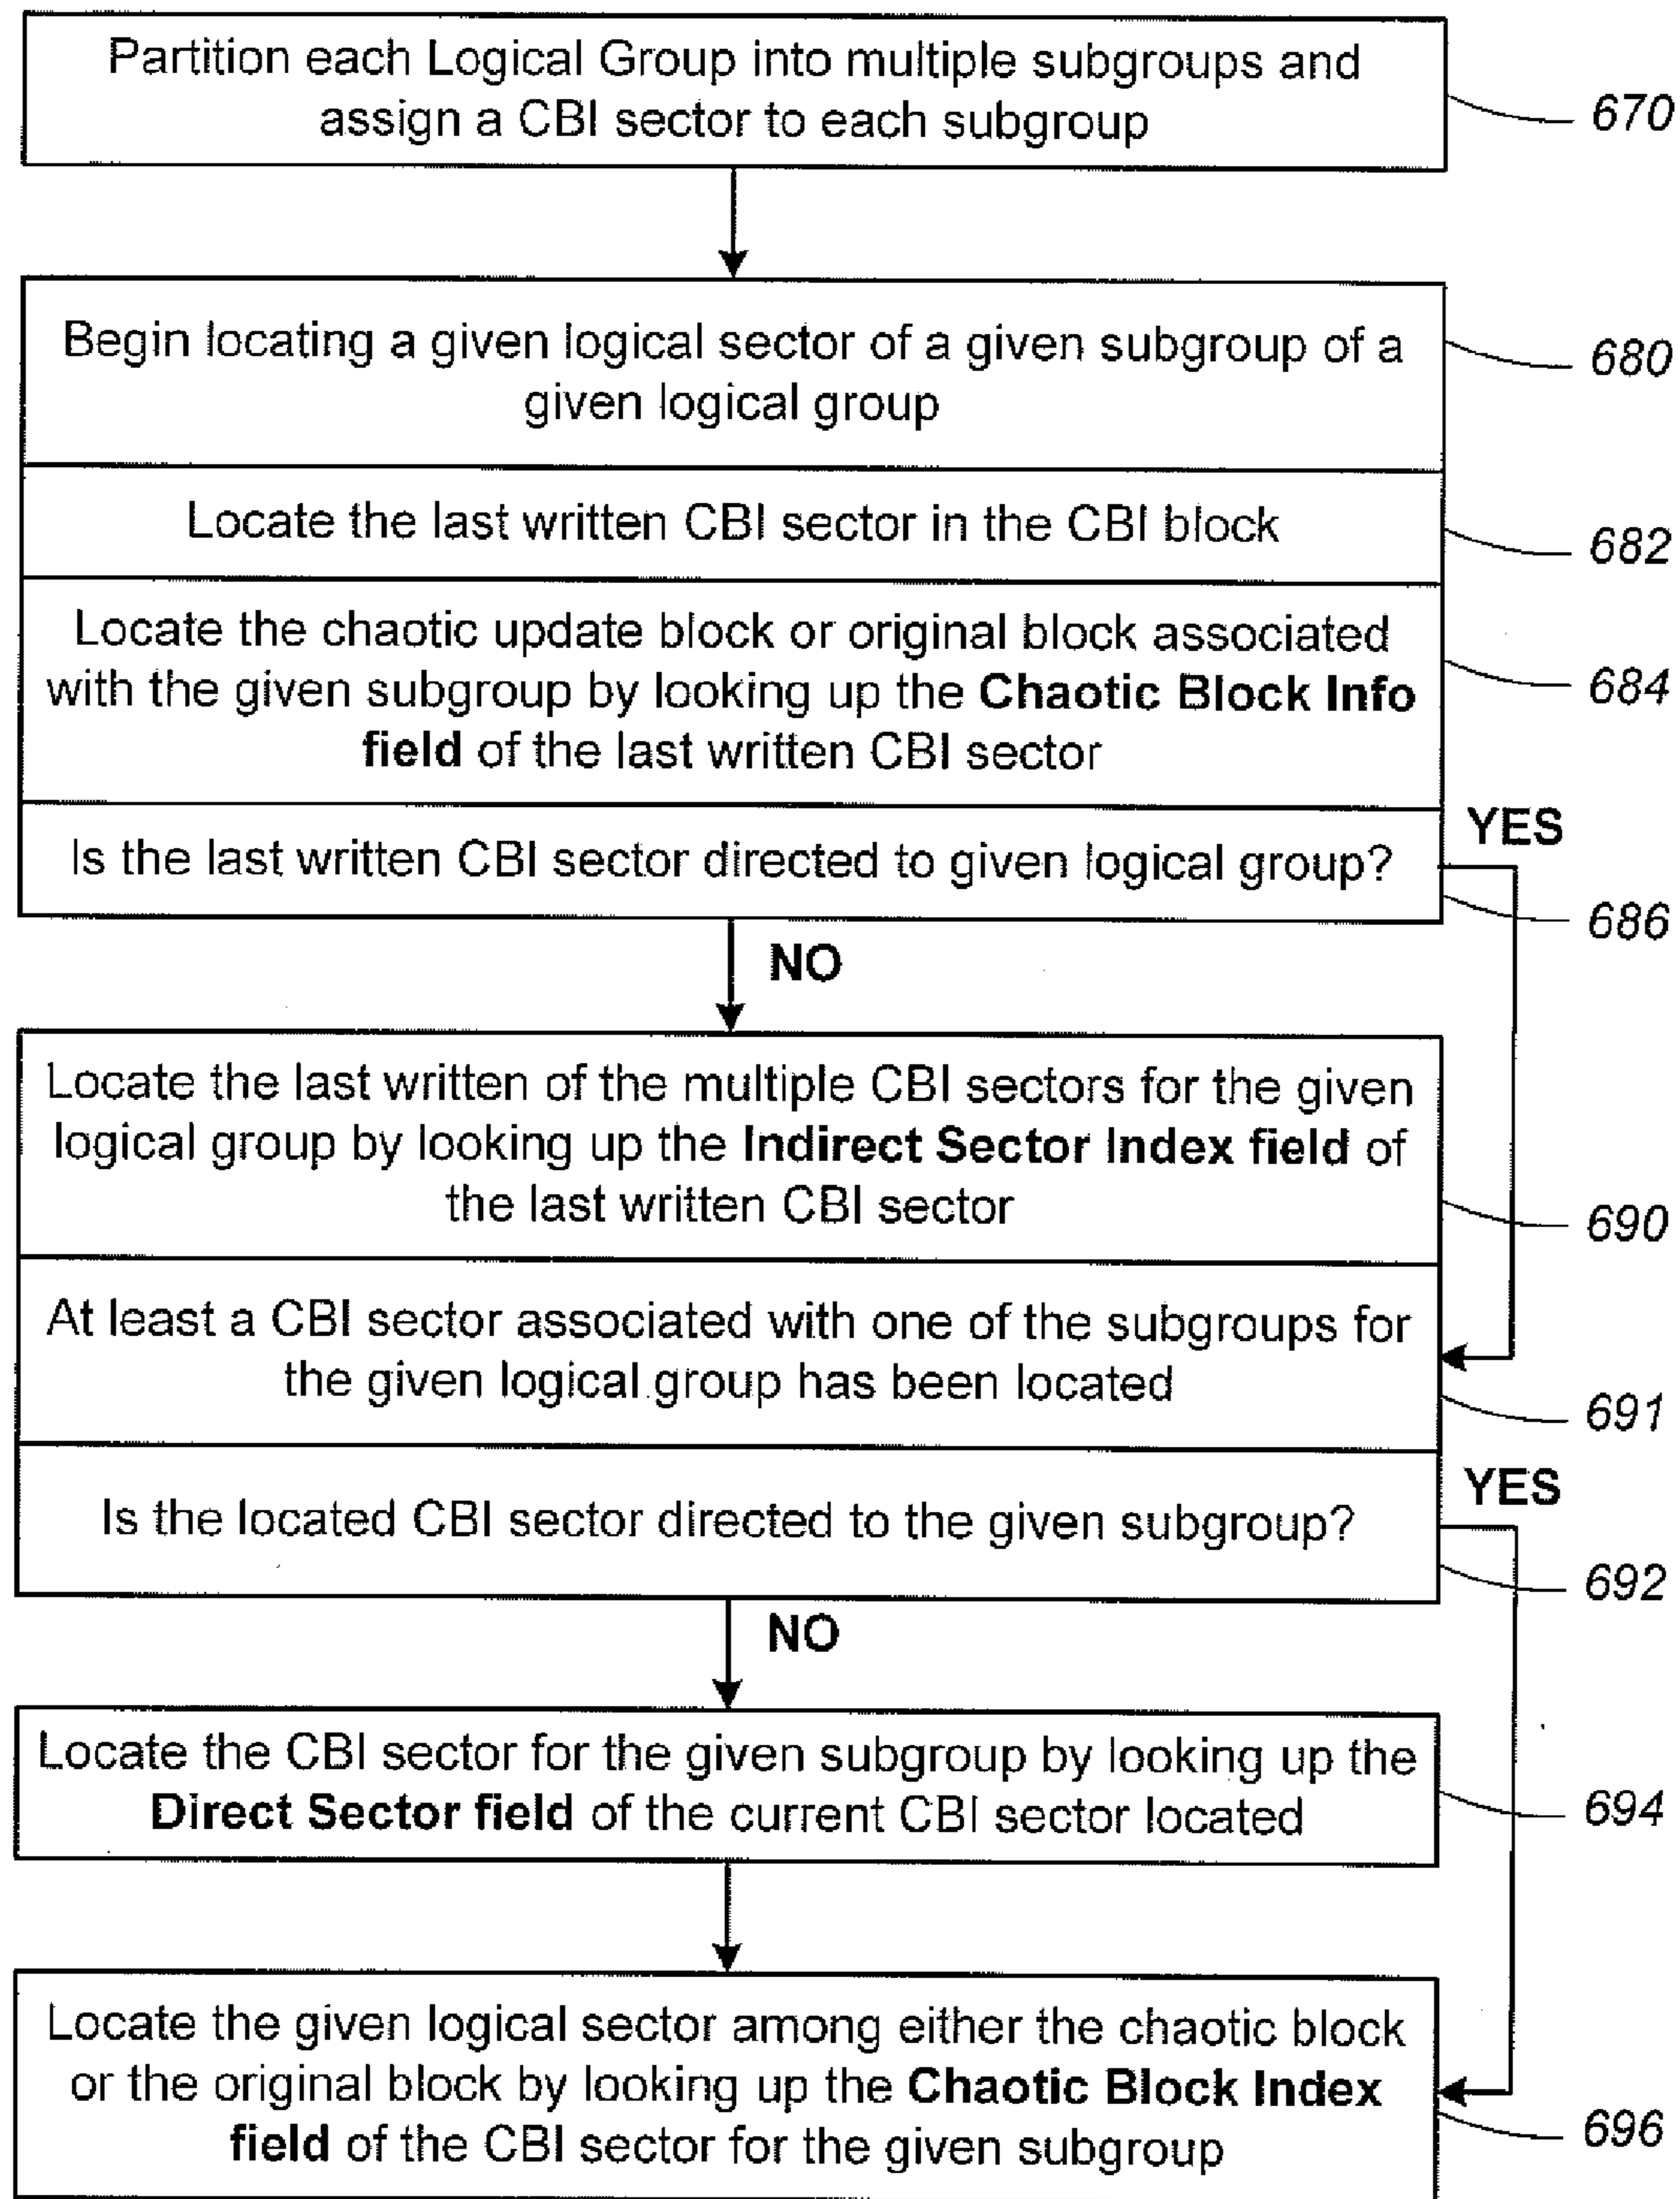 Partition each Logical Group into multiple subgroups and
assign a CBI sector to each subgroup
670
Begin locating a given logical sector of a given subgroup of a
given logical group
680
Locate the last written CBI sector in the CBI block
682
Locate the chaotic update block or original block associated
with the given subgroup by looking up the Chaotic Block Info
field of the last written CBI sector
684
Is the last written CBI sector directed to given logical group?
YES
686
NO
Locate the last written of the multiple CBI sectors for the given
logical group by looking up the Indirect Sector Index field of
the last written CBI sector
690
At least a CBI sector associated with one of the subgroups for
the given logical group has been located
691
Is the located CBI sector directed to the given subgroup?
YES
692
NO
Locate the CBI sector for the given subgroup by looking up the
Direct Sector field of the current CBI sector located
694
Locate the given logical sector among either the chaotic block
or the original block by looking up the Chaotic Block Index
field of the CBI sector for the given subgroup
696